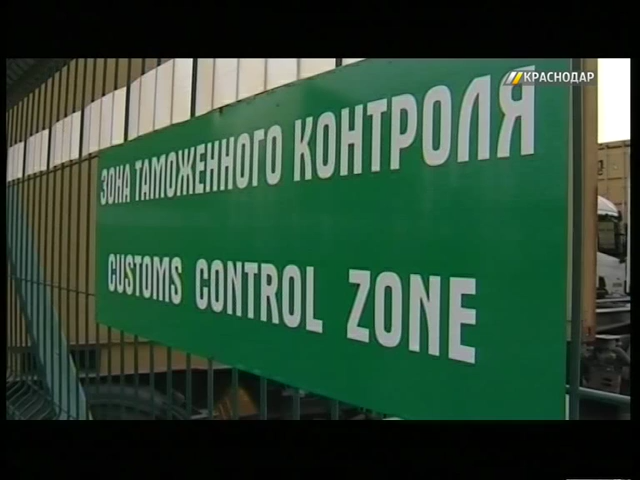 КРАСНОДАР
ЗОНА ТАМОЖЕННОГО КОНТРОЛЯ
CUSTOMS CONTROL ZONE